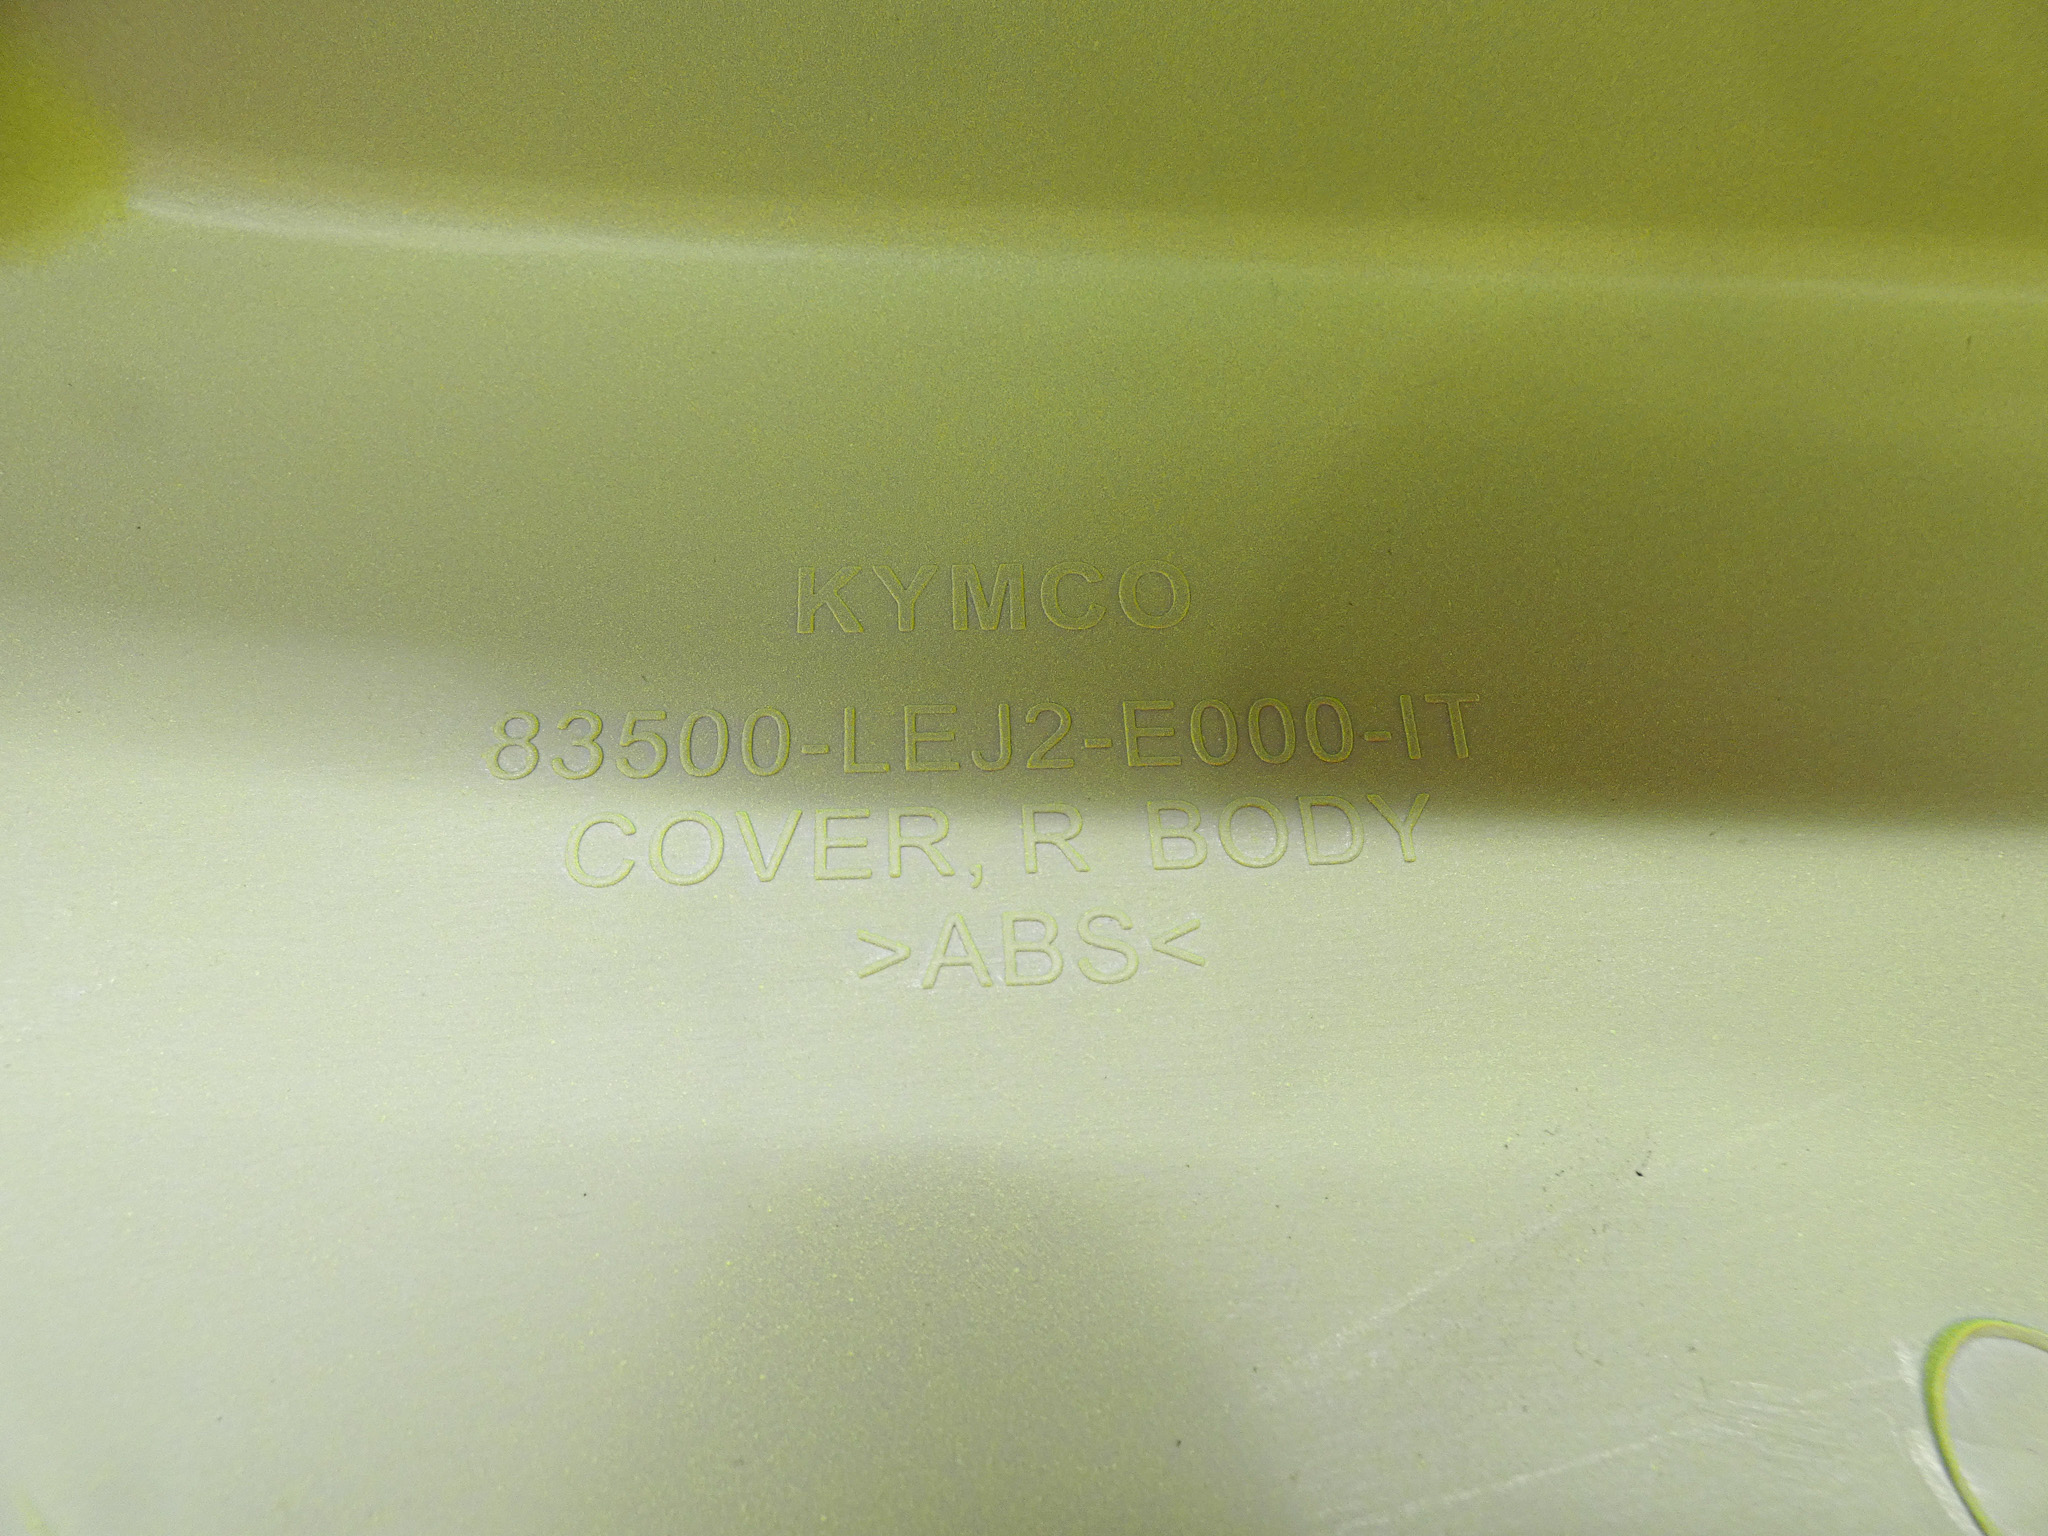 KYMCO
83500-LEJ2-E000-IT
COVER, R BODY
>ABS<